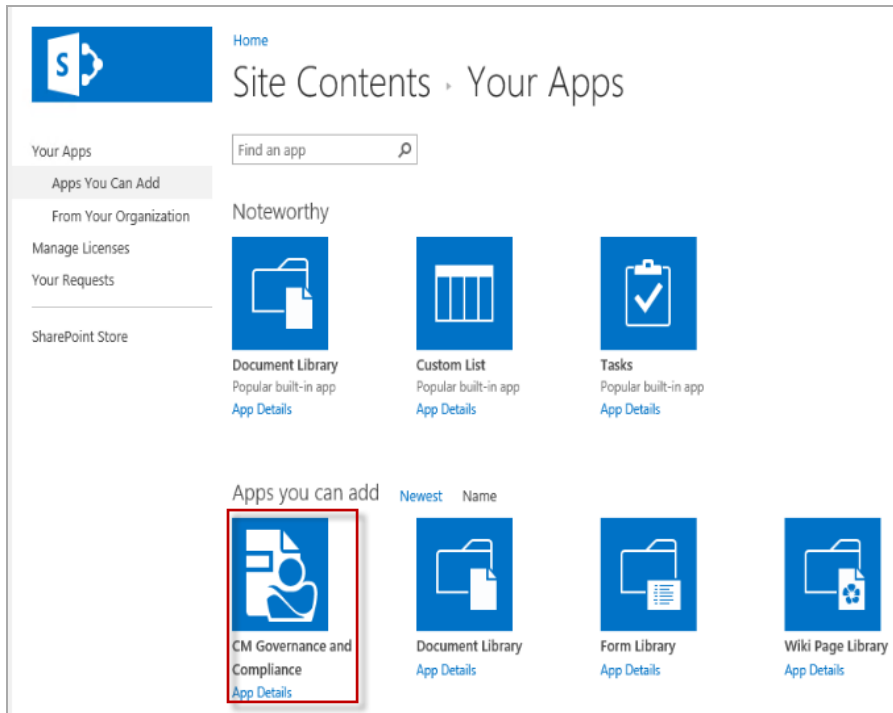 S
Home
Site Contents › Your Apps
Find an app
Your Apps
Apps You Can Add
From Your Organization
Manage Licenses
Your Requests
SharePoint Store
Noteworthy
Document Library
Popular built-in app
App Details
Custom List
Popular built-in app
App Details
Tasks
Popular built-in app
App Details
Apps you can add Newest Name
CM Governance and
Compliance
App Details
Document Library
App Details
Form Library
App Details
Wiki Page Library
App Details